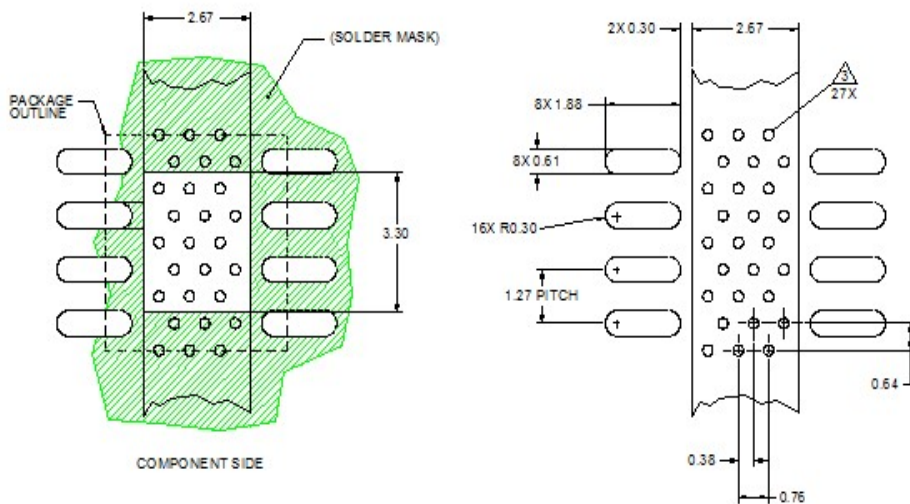 2.67
(SOLDER MASK)
PACKAGE
OUTLINE
3.30
COMPONENT SIDE
2X 0.30
2.67
3
27X
8X 1.88
8X 0.61
16X R0.30
1.27 PITCH
0.64
0.38
0.76